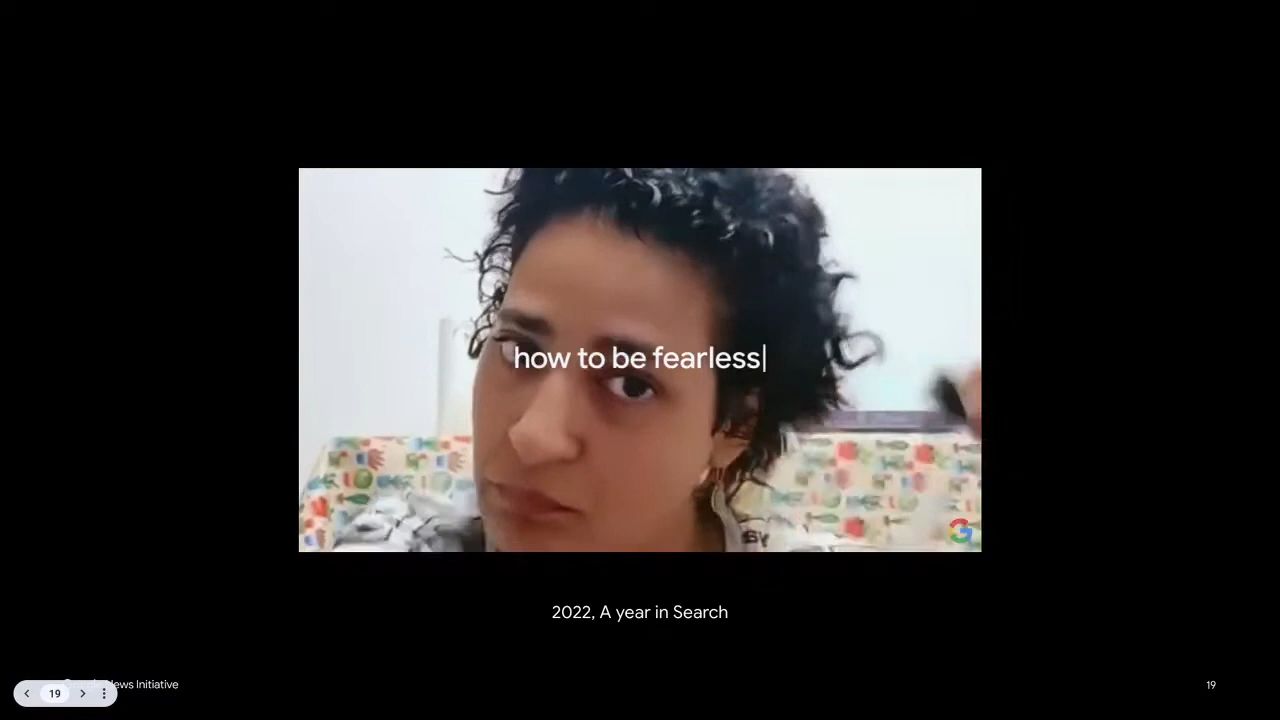 how to be fearless
2022, A year in Search
News Initiative
19
19